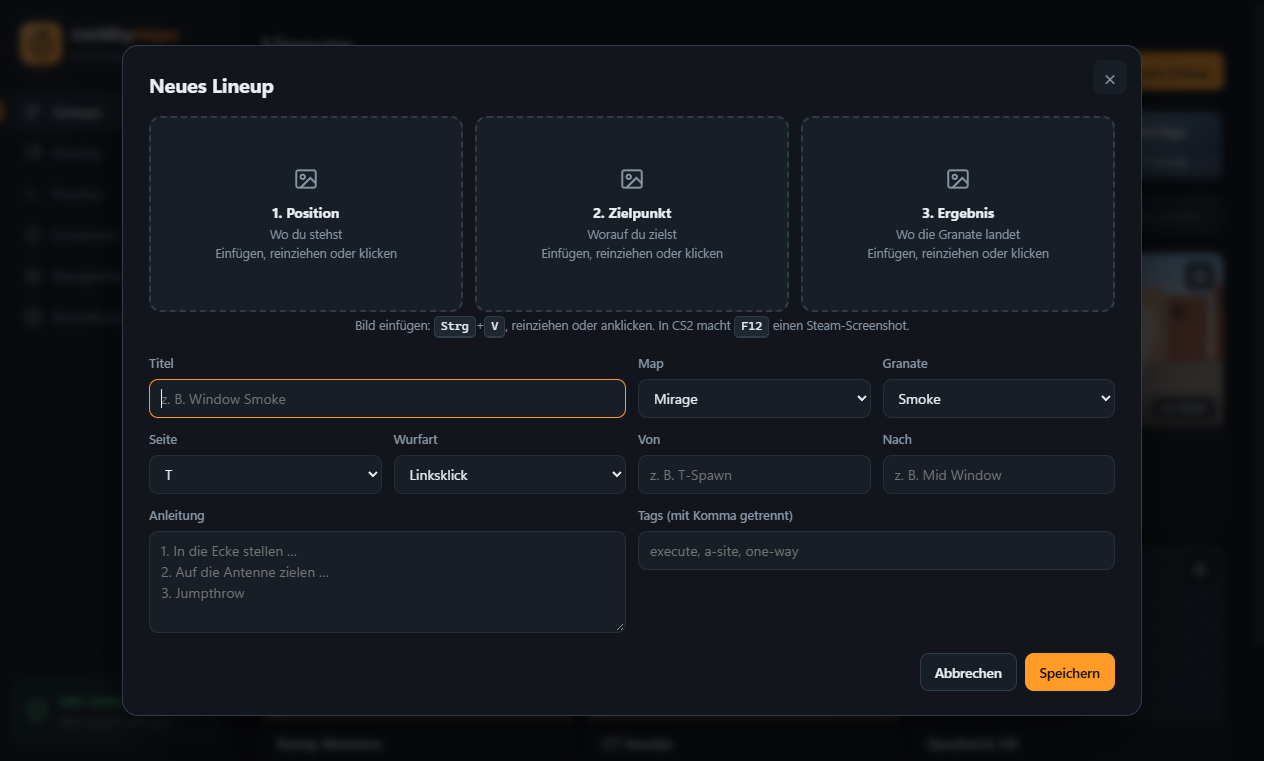 Neues Lineup
×
1. Position
Wo du stehst
Einfügen, reinziehen oder klicken
2. Zielpunkt
Worauf du zielst
Einfügen, reinziehen oder klicken
3. Ergebnis
Wo die Granate landet
Einfügen, reinziehen oder klicken
Bild einfügen: Strg + V, reinziehen oder anklicken. In CS2 macht F12 einen Steam-Screenshot.
Titel
z. B. Window Smoke
Map
Mirage
Granate
Smoke
Seite
T
Wurfart
Linksklick
Von
z. B. T-Spawn
Nach
z. B. Mid Window
Anleitung
1. In die Ecke stellen ...
2. Auf die Antenne zielen ...
3. Jumpthrow
Tags (mit Komma getrennt)
execute, a-site, one-way
Abbrechen
Speichern